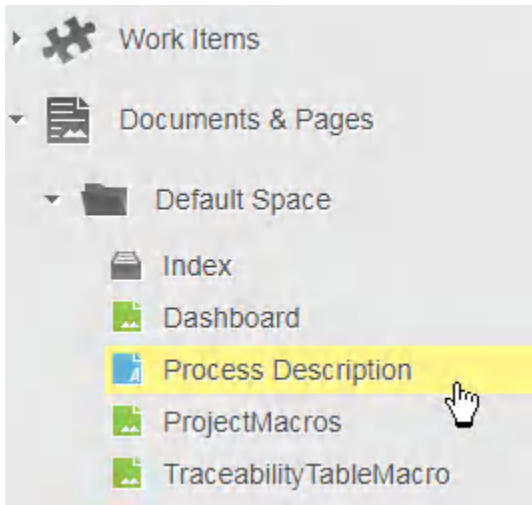 Work Items
Documents & Pages
Default Space
Index
Dashboard
Process Description
ProjectMacros
TraceabilityTableMacro